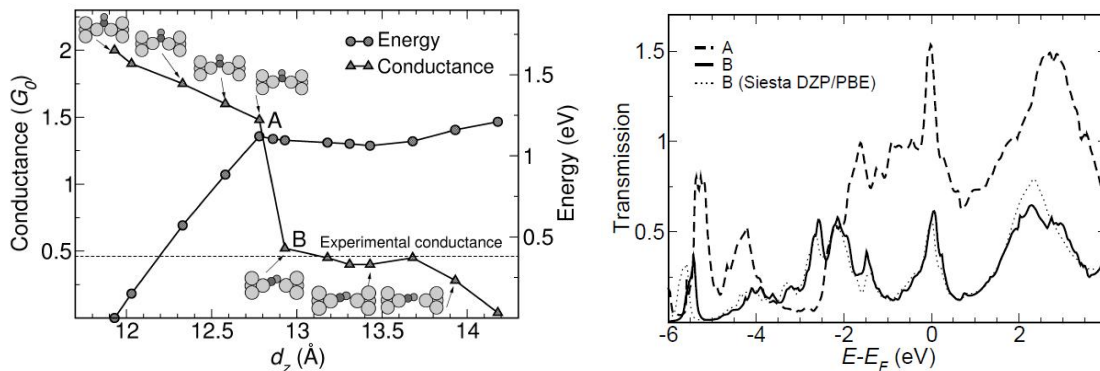 Conductance (G0)
2
1.5
1
0.5
Energy
Conductance
A
B
Experimental conductance
12
12.5
13
13.5
14
dz (Å)
1.5
1
0.5
Energy (eV)
Transmission
1.5
1
0.5
A
B
B (Siesta DZP/PBE)
-6
-4
-2
0
2
E-EF (eV)